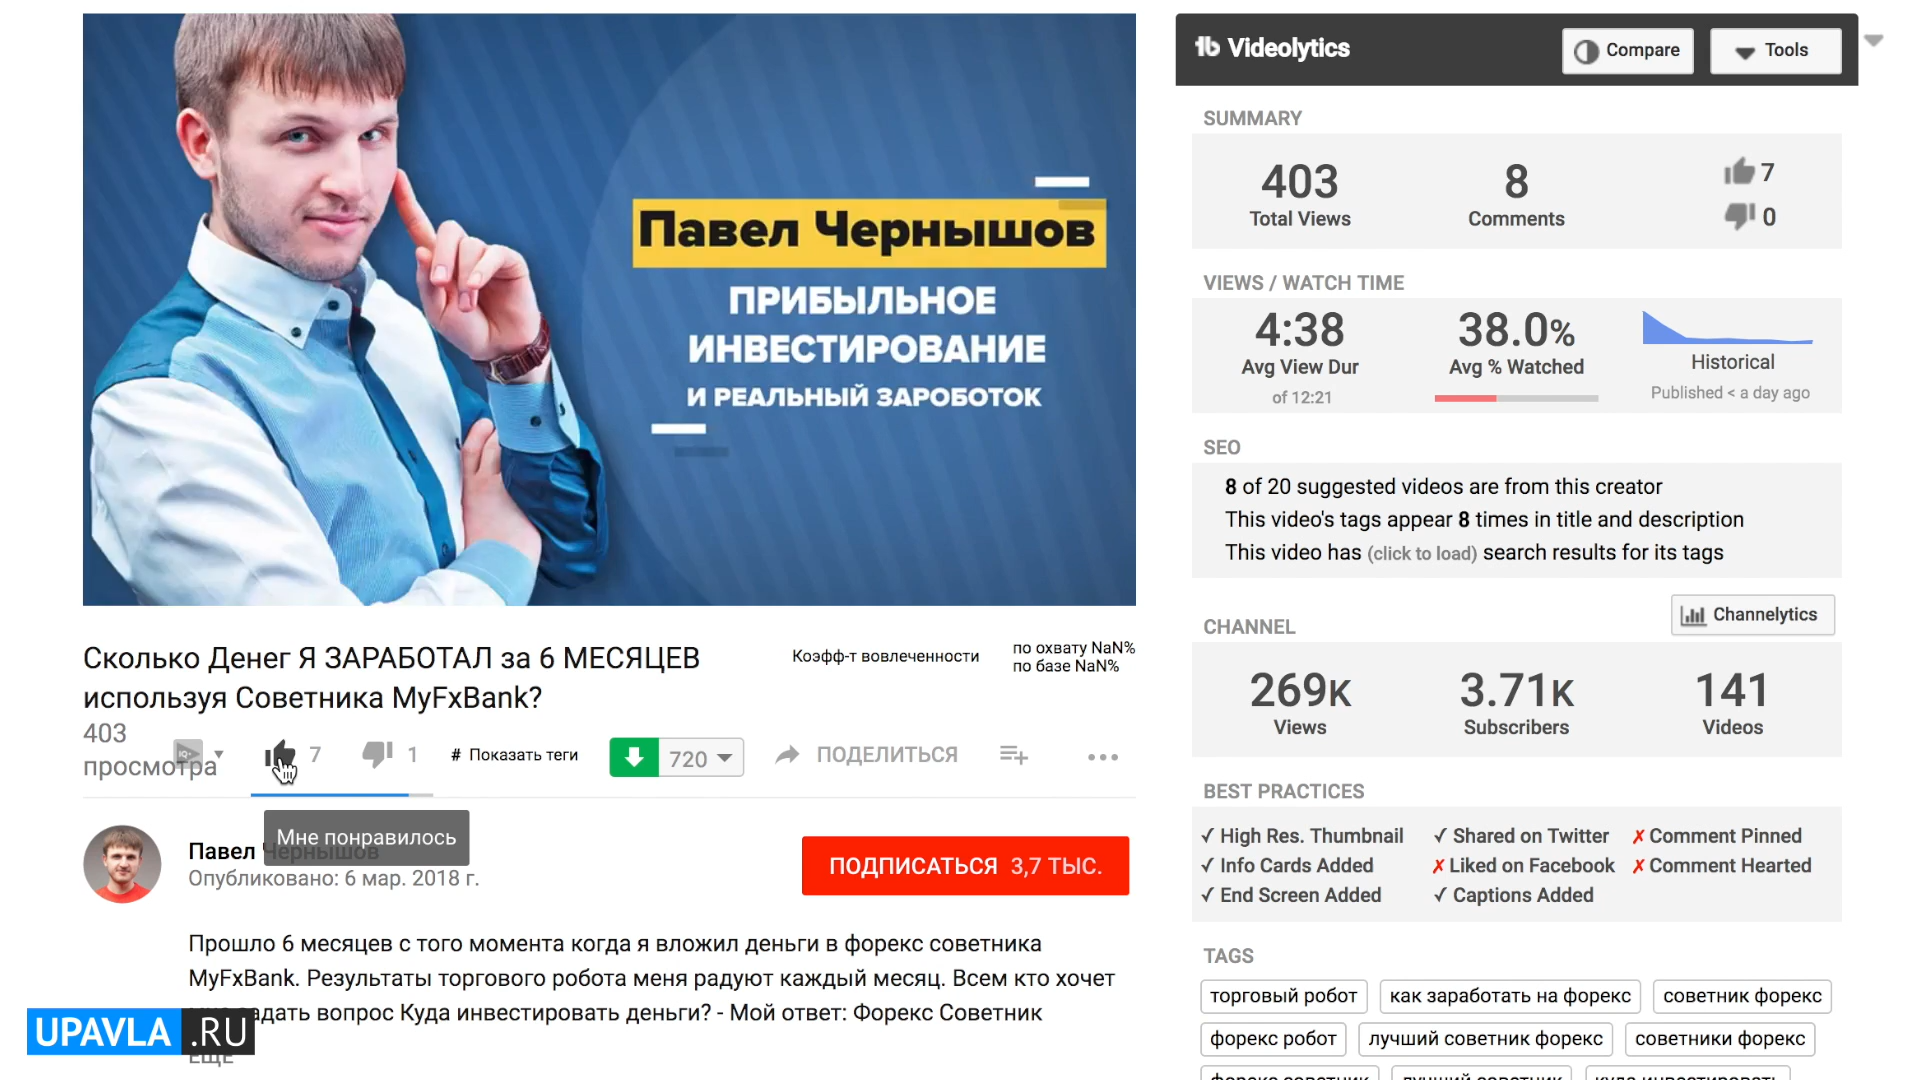 Павел Чернышов
ПРИБЫЛЬНОЕ
ИНВЕСТИРОВАНИЕ
И РЕАЛЬНЫЙ ЗАРОБОТОК
Сколько Денег Я ЗАРАБОТАЛ за 6 МЕСЯЦЕВ
используя Советника MyFxBank?
Коэфф-т вовлеченности
по охвату NaN%
по базе NaN%
403
просмотра
7
1
# Показать теги
720
ПОДЕЛИТЬСЯ
Мне понравилось
Павел Чернышов
Опубликовано: 6 мар. 2018 г.
ПОДПИСАТЬСЯ 3,7 ТЫС.
Прошло 6 месяцев с того момента когда я вложил деньги в форекс советника
MyFxBank. Результаты торгового робота меня радуют каждый месяц. Всем кто хочет
задать вопрос Куда инвестировать деньги? - Мой ответ: Форекс Советник
ЕЩЁ
UPAVLA .RU
Videolytics
Compare
Tools
SUMMARY
403
Total Views
8
Comments
7
0
VIEWS / WATCH TIME
4:38
Avg View Dur
of 12:21
38.0%
Avg % Watched
Historical
Published < a day ago
SEO
8 of 20 suggested videos are from this creator
This video's tags appear 8 times in title and description
This video has (click to load) search results for its tags
CHANNEL
Channelytics
269K
Views
3.71K
Subscribers
141
Videos
BEST PRACTICES
✓ High Res. Thumbnail ✓ Shared on Twitter ✗ Comment Pinned
✓ Info Cards Added ✗ Liked on Facebook ✗ Comment Hearted
✓ End Screen Added ✓ Captions Added
TAGS
торговый робот как заработать на форекс советник форекс
форекс робот лучший советник форекс советники форекс
форекс советник лучший советник куда инвестировать